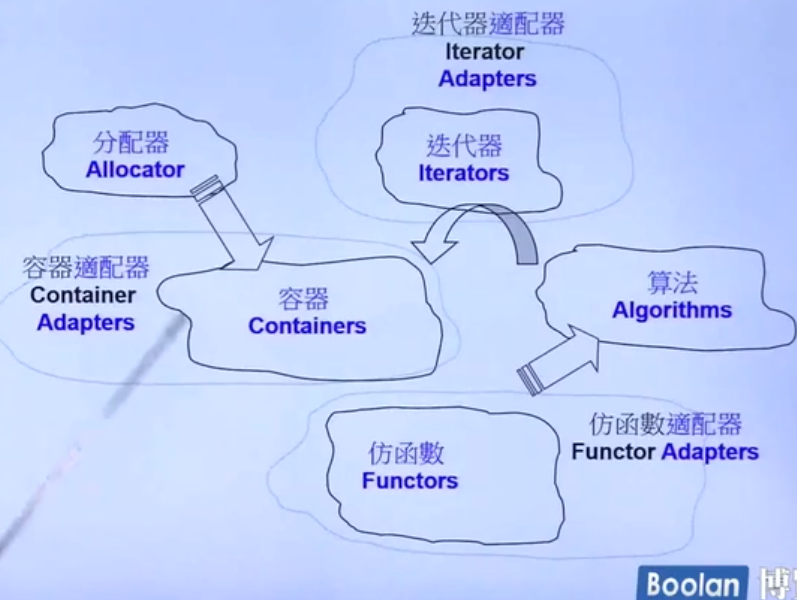 迭代器適配器
Iterator
Adapters
分配器
Allocator
迭代器
Iterators
容器適配器
Container
Adapters
容器
Containers
算法
Algorithms
仿函數
Functors
仿函數適配器
Functor Adapters
Boolan 博